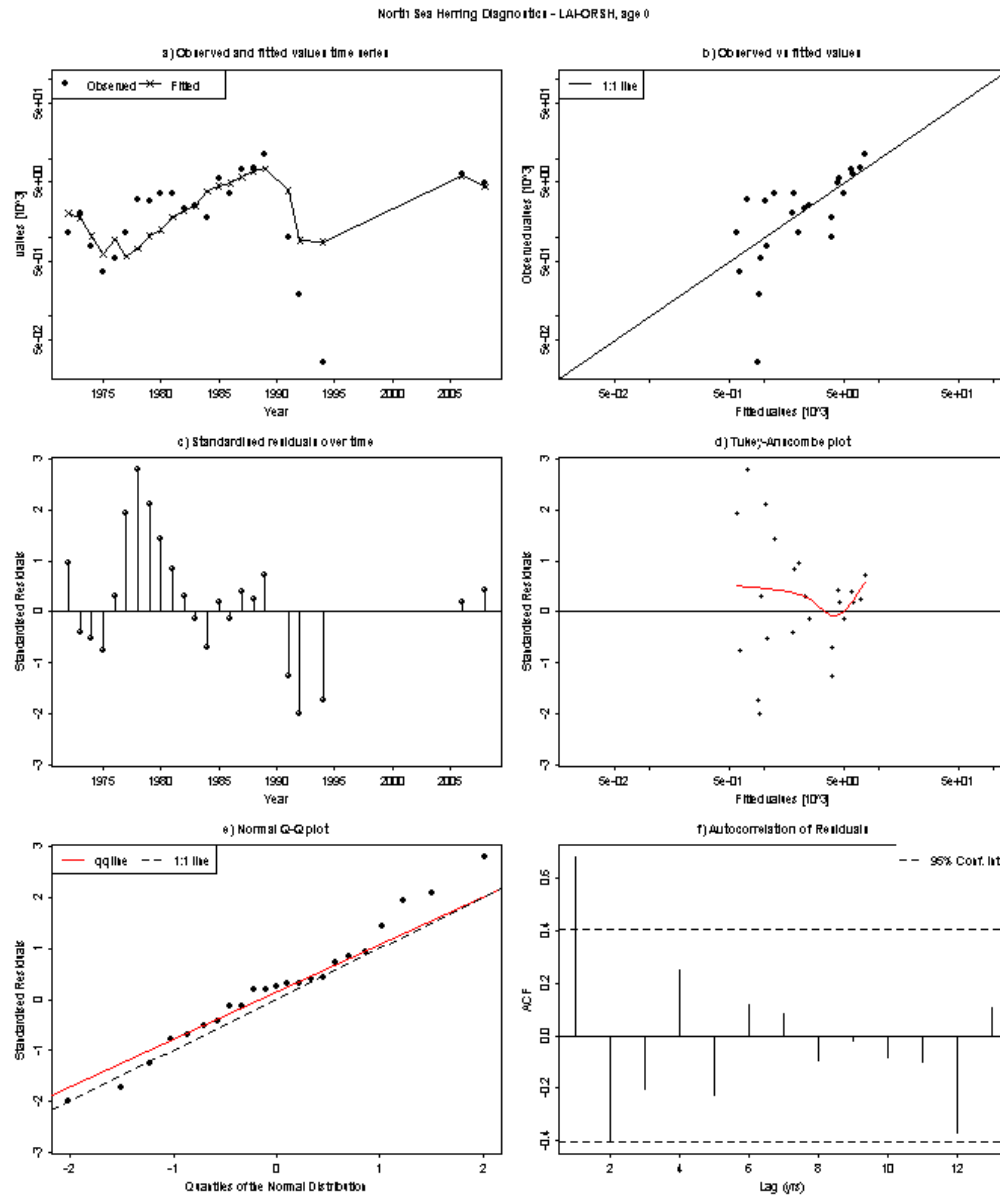 North Sea Herring Diagnostics - LAI-ORSH, age 0
a) Observed and fitted values time series
Observed Fitted
values [10^3]
5e-02 5e-01 5e+00 5e+01
1975 1980 1985 1990 1995 2000 2005
Year
b) Observed vs fitted values
1:1 line
Observed values [10^3]
5e-02 5e-01 5e+00 5e+01
5e-02 5e-01 5e+00 5e+01
Fitted values [10^3]
c) Standardised residuals over time
Standardised Residuals
-3 -2 -1 0 1 2 3
1975 1980 1985 1990 1995 2000 2005
Year
d) Tukey-Anscombe plot
Standardised Residuals
-3 -2 -1 0 1 2 3
5e-02 5e-01 5e+00 5e+01
Fitted values [10^3]
e) Normal Q-Q plot
qq line 1:1 line
Standardised Residuals
-3 -2 -1 0 1 2 3
-2 -1 0 1 2
Quantiles of the Normal Distribution
f) Autocorrelation of Residuals
95% Conf. Int
ACF
-0.4 -0.2 0.0 0.2 0.4 0.6
2 4 6 8 10 12
Lag (yrs)